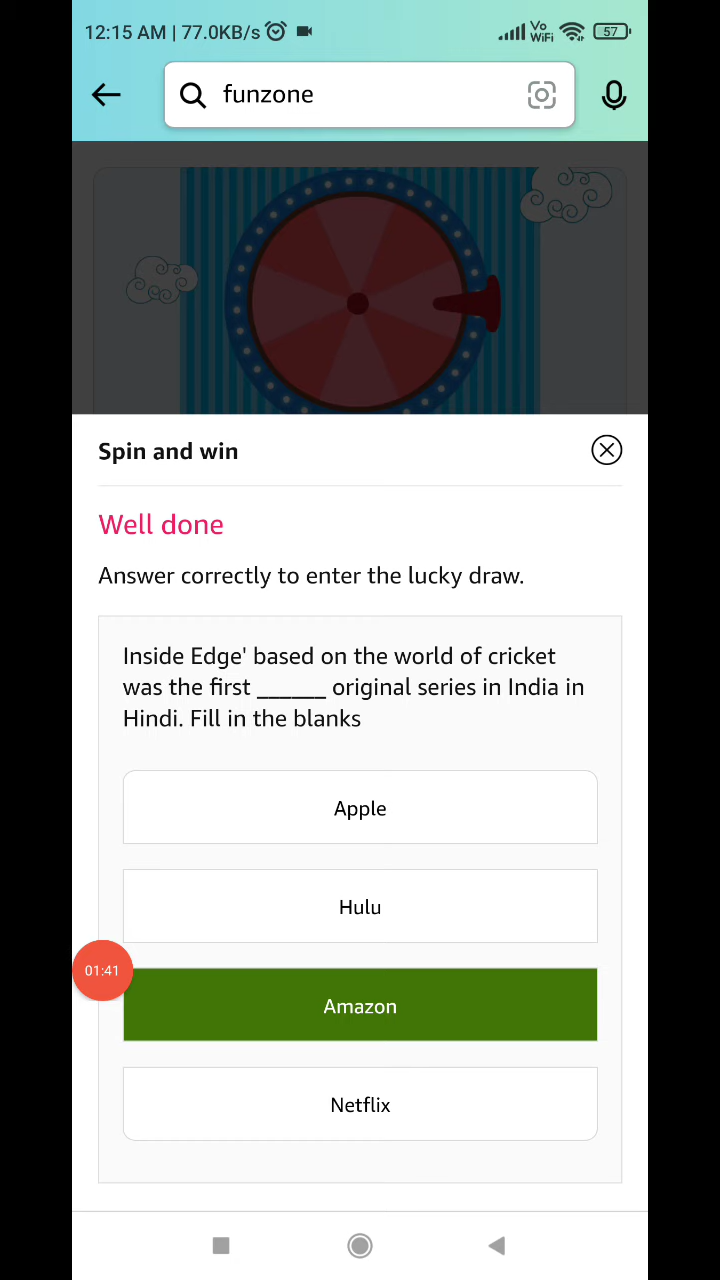 12:15 AM | 77.0KB/s
Vo
WiFi
57
funzone
Spin and win
Well done
Answer correctly to enter the lucky draw.
Inside Edge' based on the world of cricket
was the first ______ original series in India in
Hindi. Fill in the blanks
Apple
Hulu
01:41
Amazon
Netflix